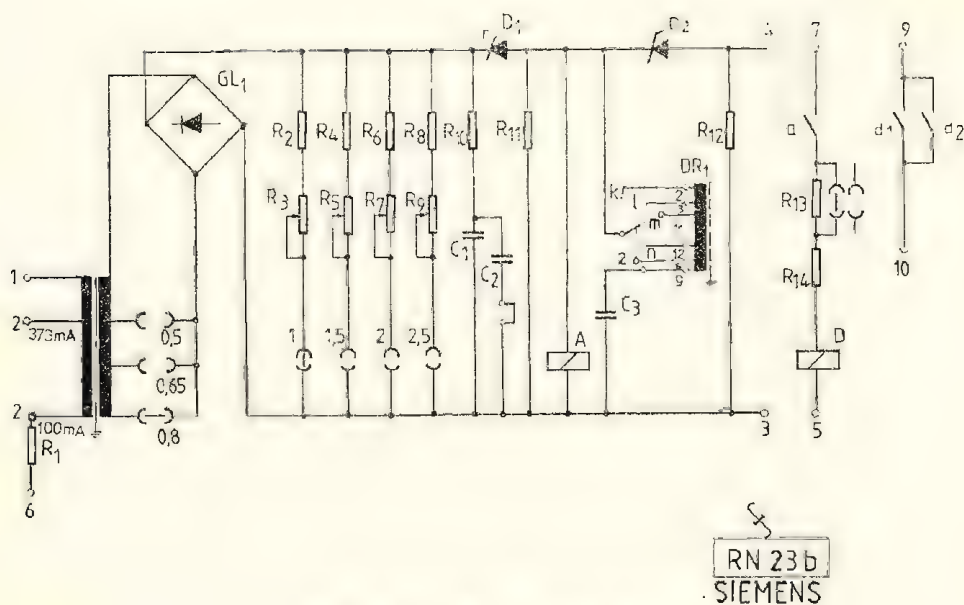 D1 D2 7 9
GL1
R2 R4 R6 R8 R10 R11 R12 a d1 d2
DR1
R3 R5 R7 R9 k l 2 3 R13
m
C1 C2 2 n 12 10
1 9 R14
C3
2 373mA 0,5 1 1,5 2 2,5 A D
0,65
2 100mA 0,8 3 5
R1
6
RN 23b
SIEMENS